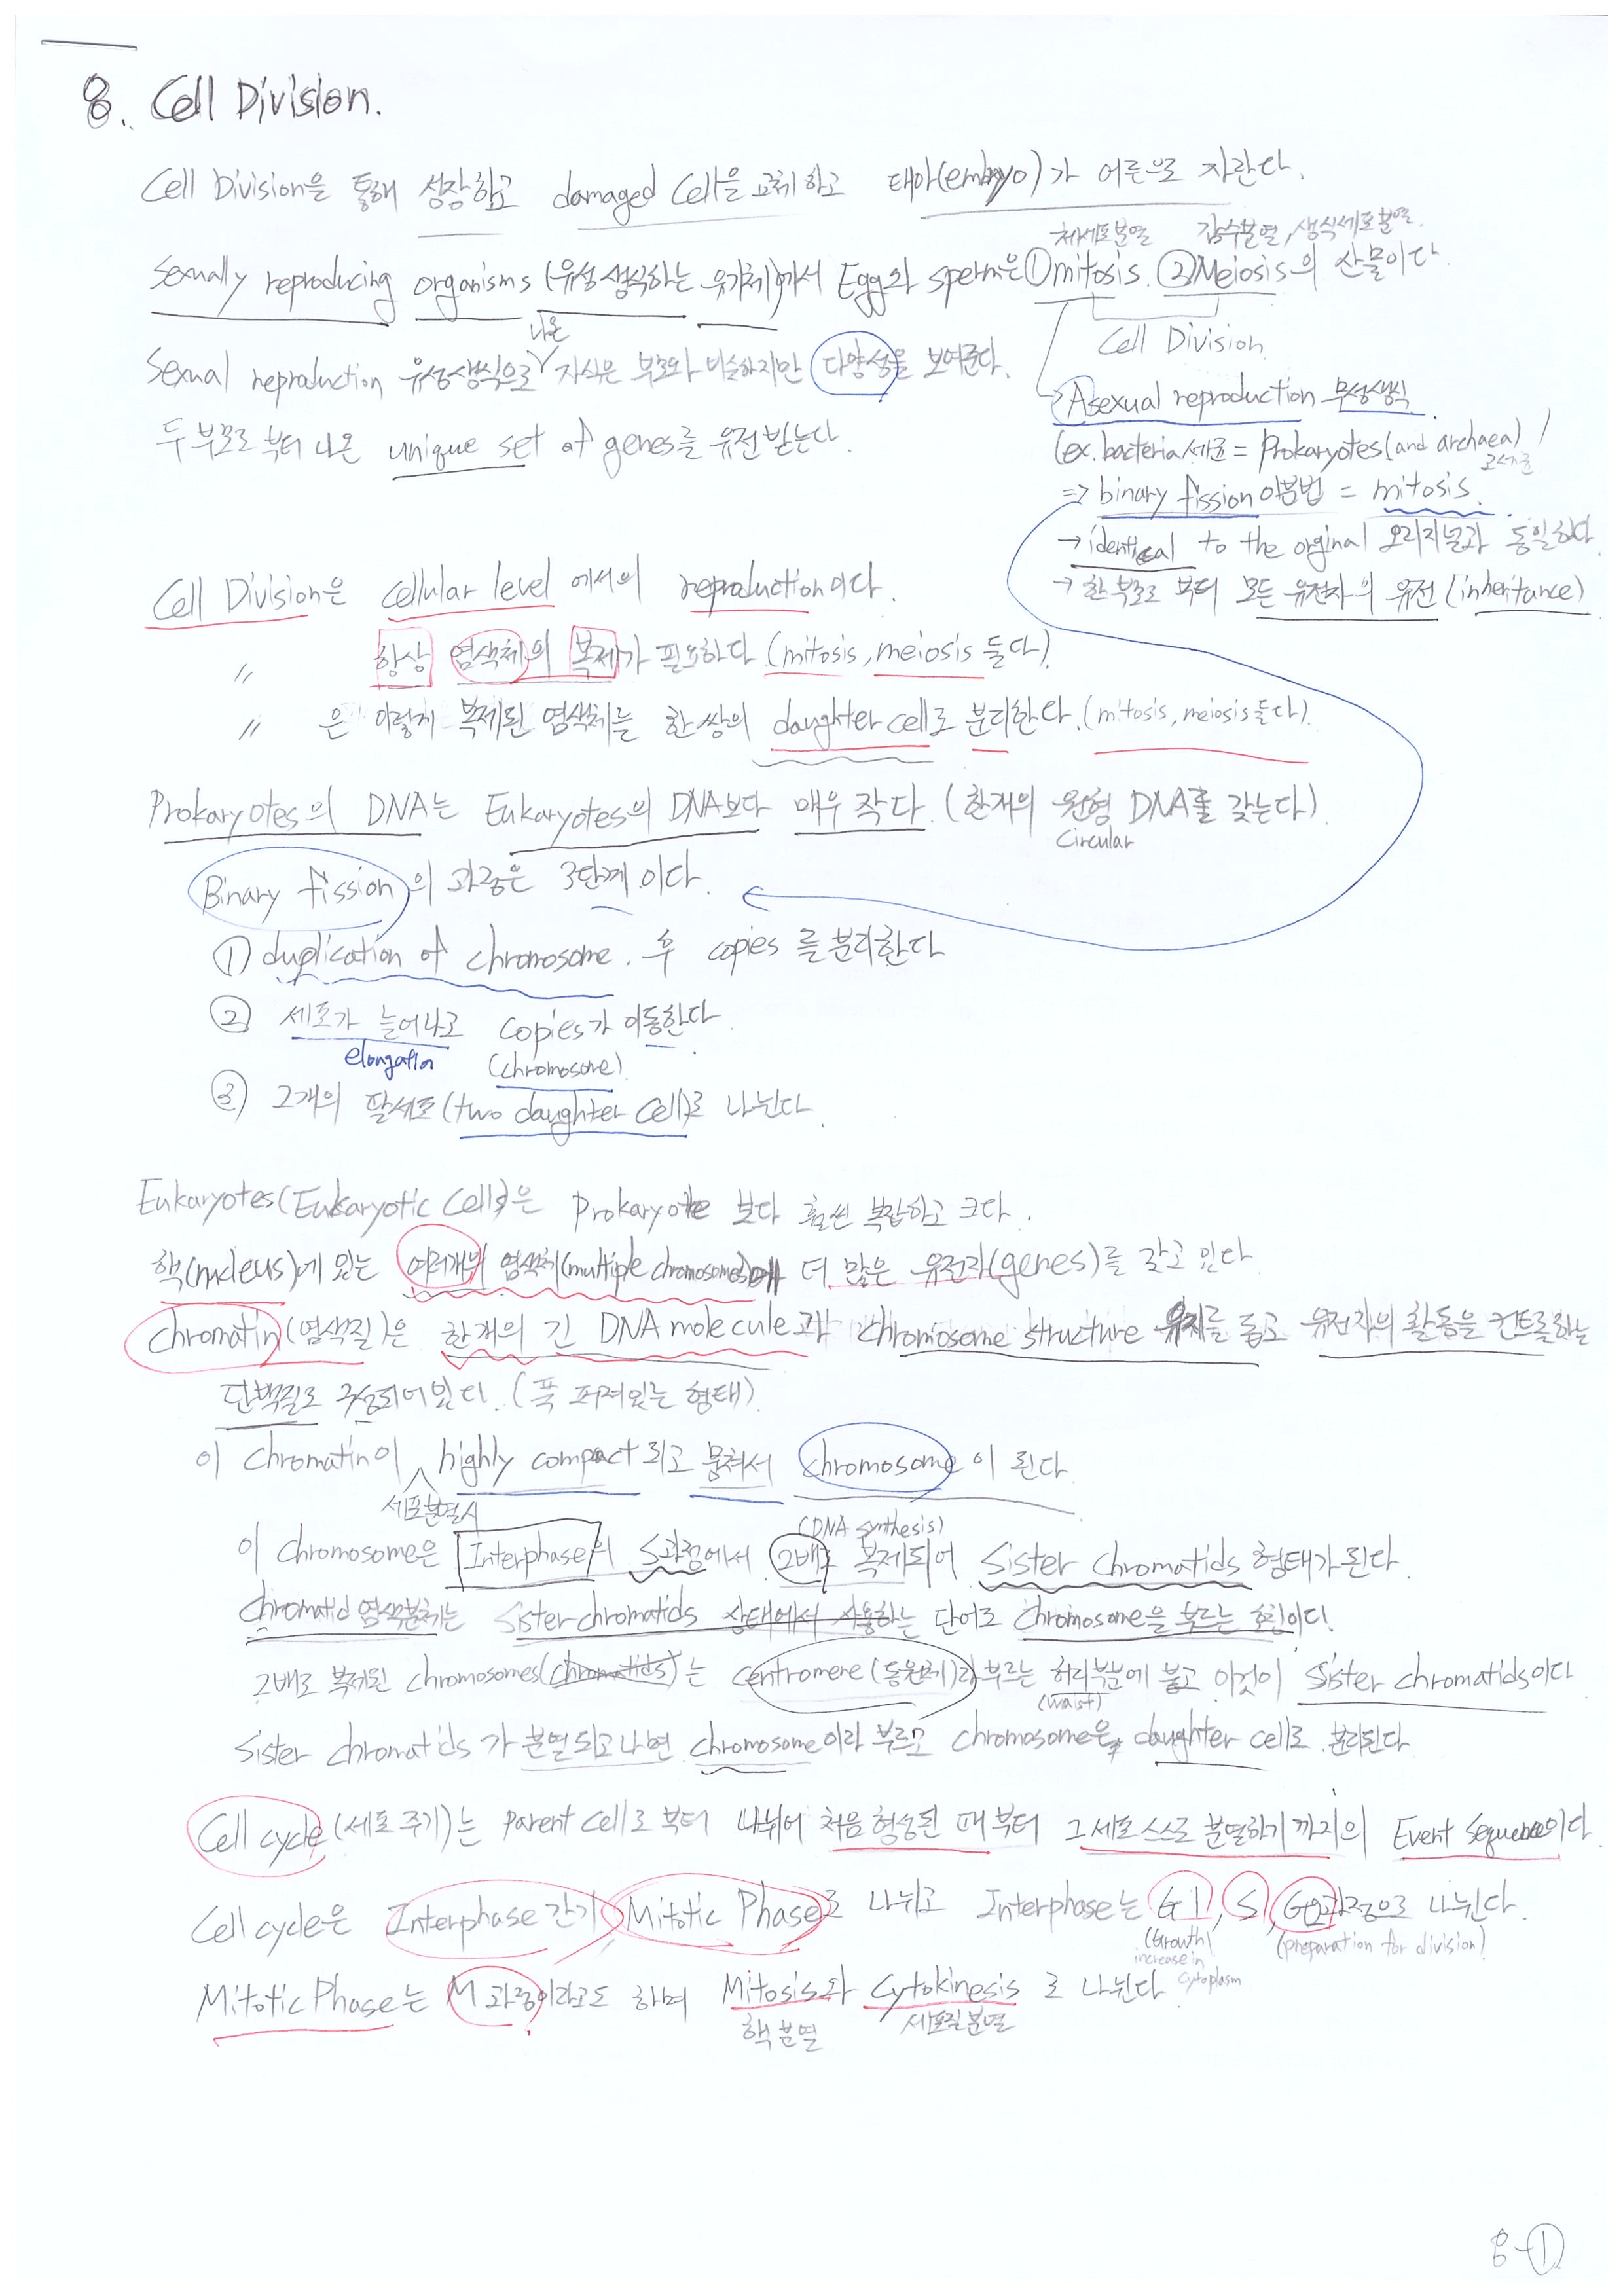 8. Cell Division.
Cell Division은 통해 성장하고 damaged Cell을 교체하고 태아(embryo)가 어른으로 자란다.
체세포분열 감수분열, 생식세포분열.
Sexually reproducing organisms (유성생식하는 유기체)에서 Egg와 sperm은 ①mitosis. ②Meiosis의 산물이다.
Cell Division
나온
Sexual reproduction 유성생식으로 자식은 부모와 비슷하지만 다양성을 보여준다.
두 부모로 부터 나온 unique set of genes를 유전받는다.
Asexual reproduction 무성생식
(ex. bacteria세균 = Prokaryotes(and archaea) )
고세균
⇒ binary fission 이분법 = mitosis.
→ identical to the orginal 오리지널과 동일하다
→ 한 부모로 부터 모든 유전자의 유전 (inheritance)
Cell Division은 cellular level 에서의 reproduction이다.
〃 항상 염색체의 복제가 필요하다 (mitosis, meiosis 둘다).
〃 은 이렇게 복제된 염색체는 한 쌍의 daughter cell로 분리한다. (mitosis, meiosis 둘다).
Prokaryotes의 DNA는 Eukaryotes의 DNA보다 매우 작다. (한개의 원형 DNA를 갖는다).
Circular
Binary fission의 과정은 3단계 이다.
① duplication of chromosome. 후 copies 를 분리한다
② 세포가 늘어나고 copies가 이동한다.
elongation (chromosome)
③ 2개의 딸세포(two daughter cell)로 나뉜다.
Eukaryotes(Eukaryotic Cells)은 Prokaryote 보다 훨씬 복잡하고 크다.
핵(nucleus)에 있는 여러개의 염색체(multiple chromosomes)에 더 많은 유전자(genes)를 갖고 있다.
Chromatin(염색질)은 한개의 긴 DNA molecule과 chromosome structure 유지를 돕고 유전자의 활동을 컨트롤하는
단백질로 구성되어있다. (푹 퍼져있는 형태).
이 Chromatin이 highly compact 되고 뭉쳐서 chromosome 이 된다.
세포분열시
(DNA synthesis)
이 chromosome은 Interphase의 S과정에서 2배로 복제되어 Sister chromatids 형태가 된다.
Chromatid 염색분체는 Sister chromatids 상태에서 사용하는 단어로 Chromosome을 부르는 호칭이다.
2배로 복제된 chromosomes(chromatids)는 centromere (동원체)라 부르는 허리부분에 붙고 이것이 Sister chromatids이다
(waist)
Sister chromatids 가 분열되고나면 chromosome이라 부르고 chromosome은 daughter cell로 분리된다
Cell cycle (세포 주기)는 Parent cell로 부터 나뉘어 처음 형성된 때 부터 그세포 스스로 분열하기 까지의 Event Sequence이다.
Cell cycle은 Interphase 간기 Mitotic Phase로 나뉘고 Interphase는 G1, S, G2과정으로 나뉜다.
(Growth) (preparation for division)
increase in
cytoplasm
Mitotic Phase는 M 과정이라고도 하며 Mitosis와 Cytokinesis 로 나뉜다.
핵분열 세포질분열
8-①